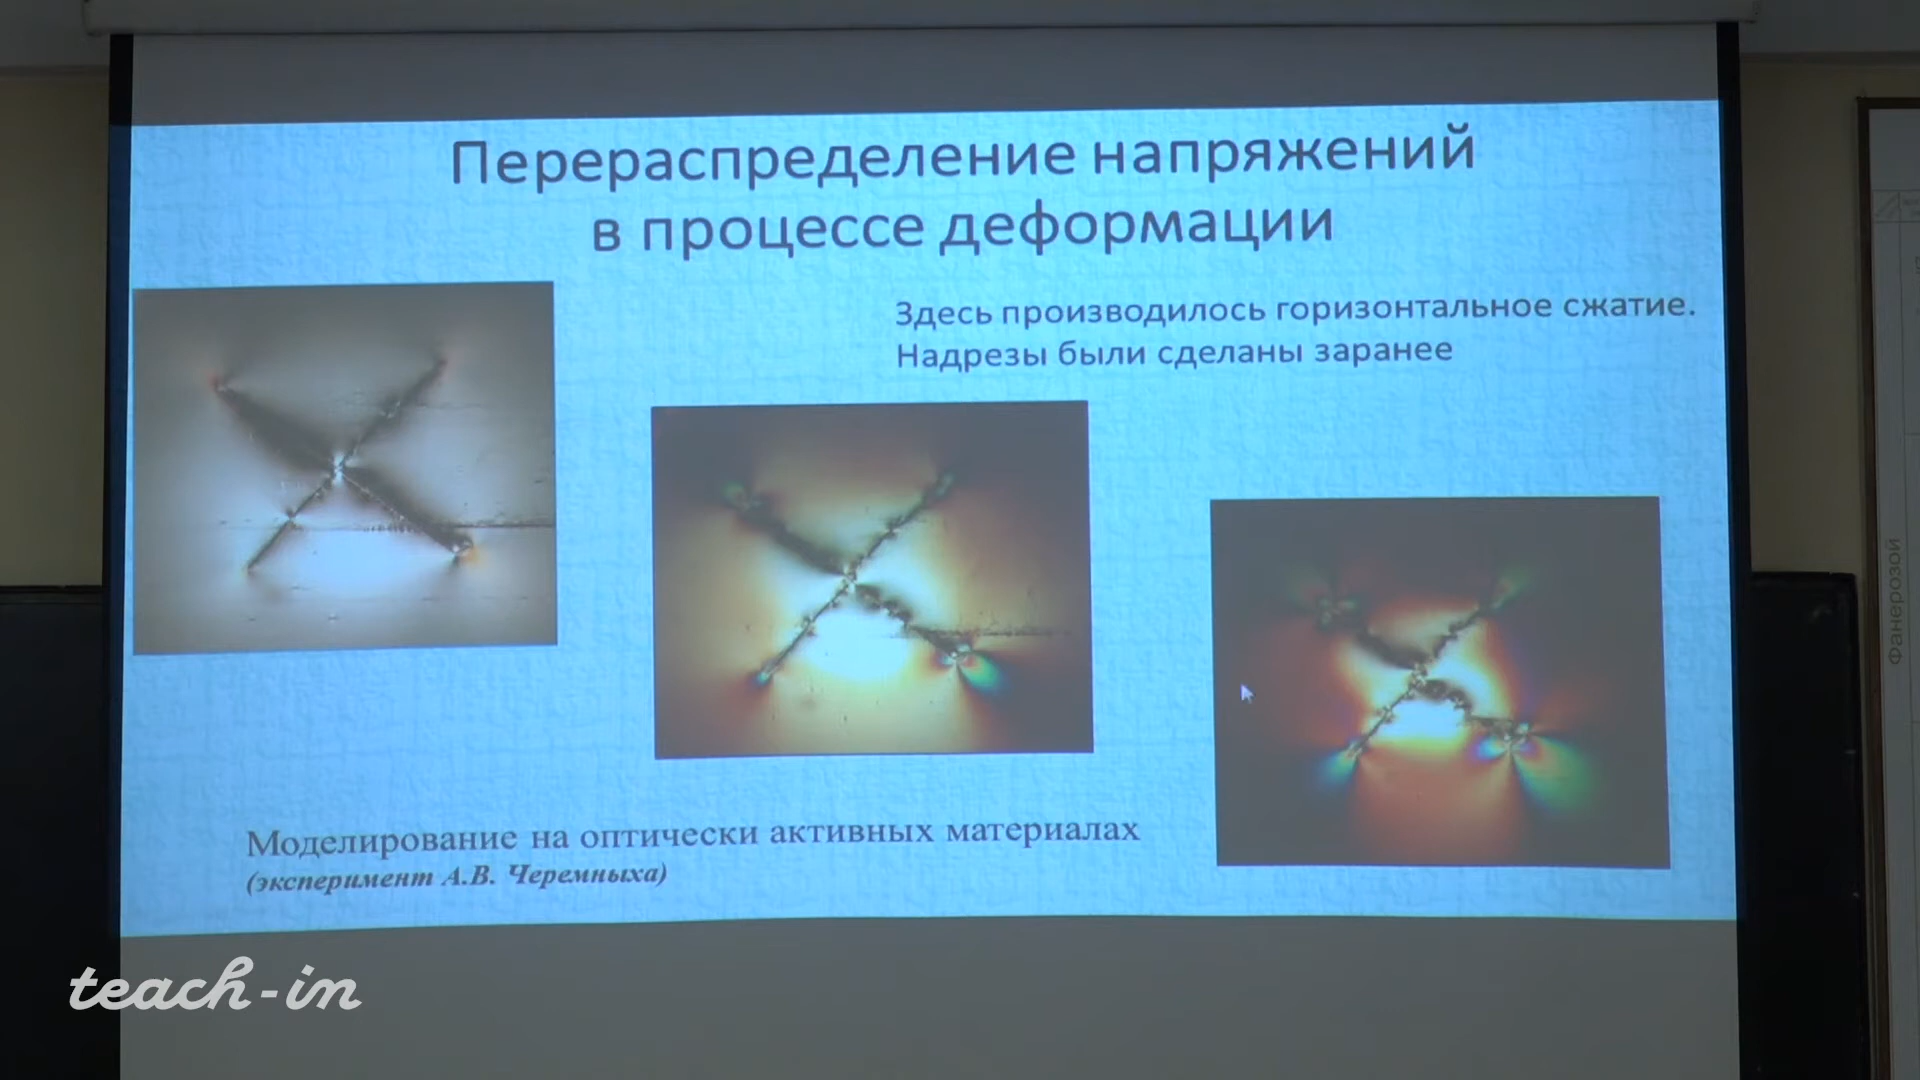 Перераспределение напряжений
в процессе деформации
Здесь производилось горизонтальное сжатие.
Надрезы были сделаны заранее
Моделирование на оптически активных материалах
(эксперимент А.В. Черемныха)
Фанерозой
teach-in